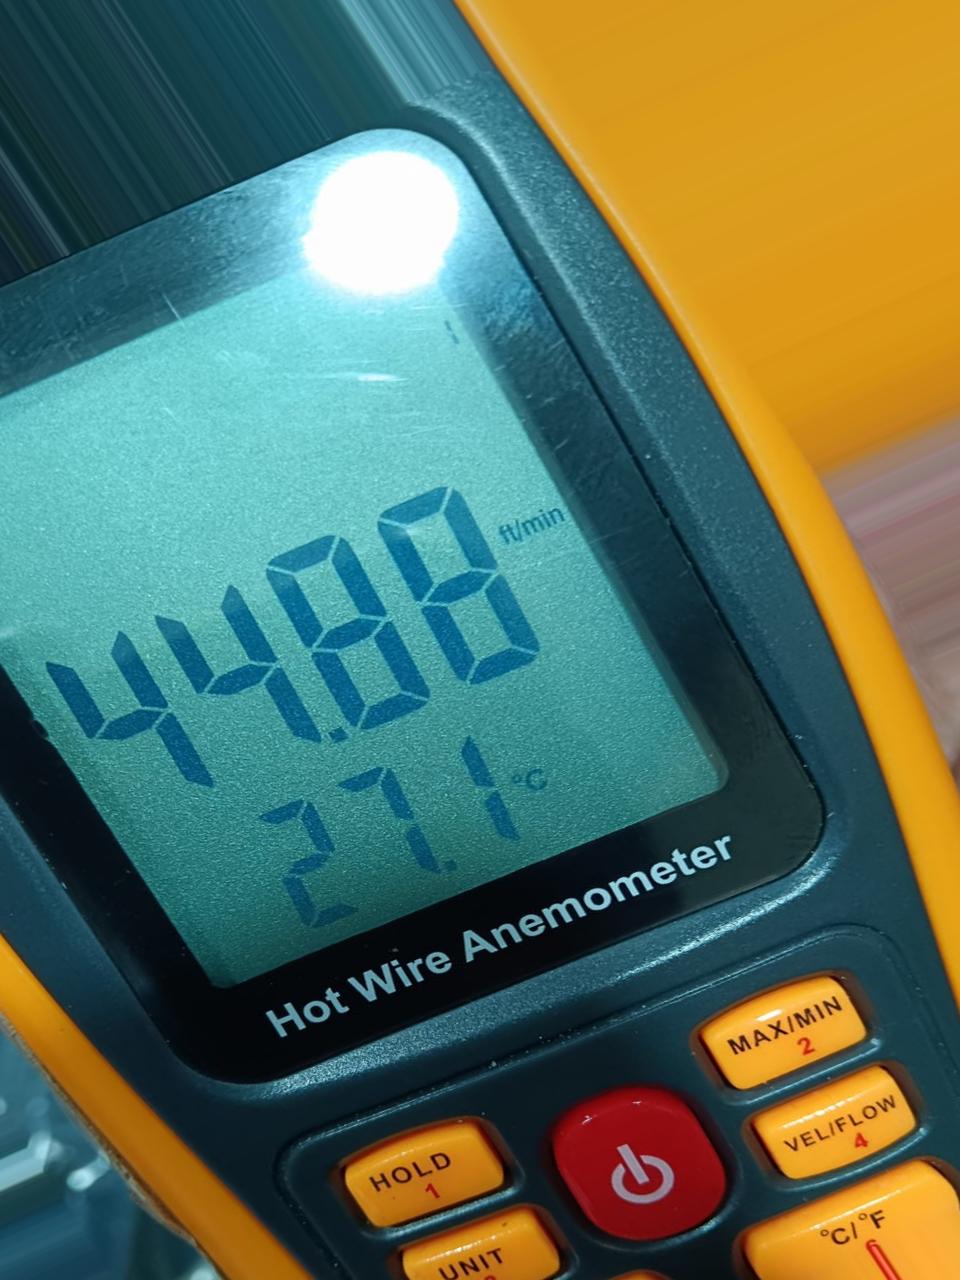 44.88 ft/min
27.1 °C
Hot Wire Anemometer
MAX/MIN
2
HOLD
1
VEL/FLOW
4
UNIT
°C/°F